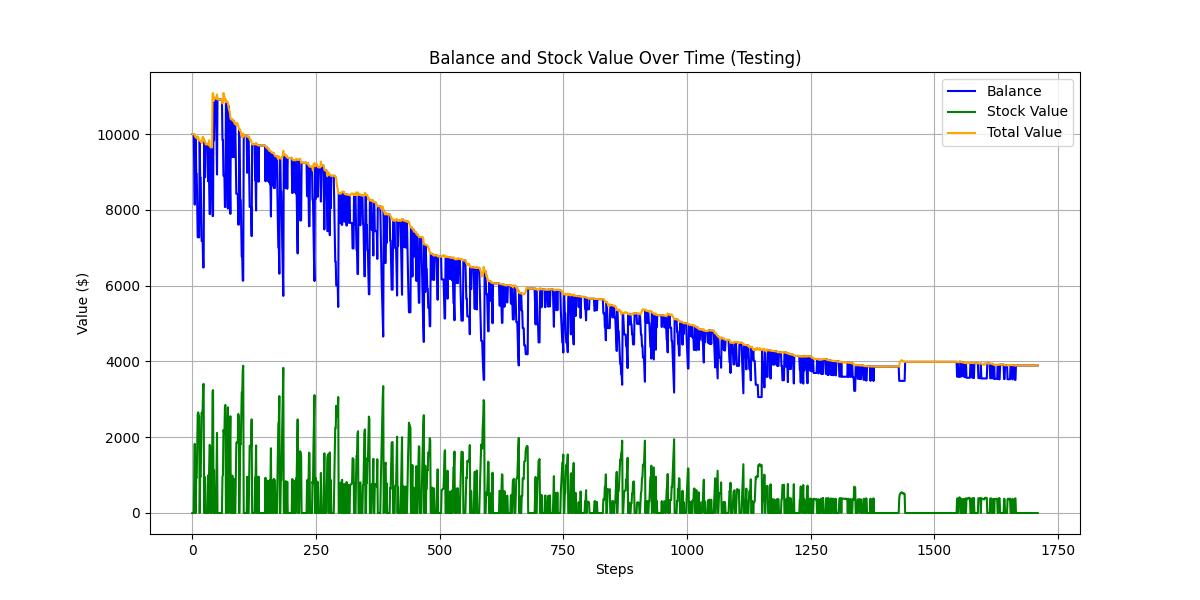 Balance and Stock Value Over Time (Testing)
Balance
Stock Value
Total Value
Value ($)
10000
8000
6000
4000
2000
0
0 250 500 750 1000 1250 1500 1750
Steps